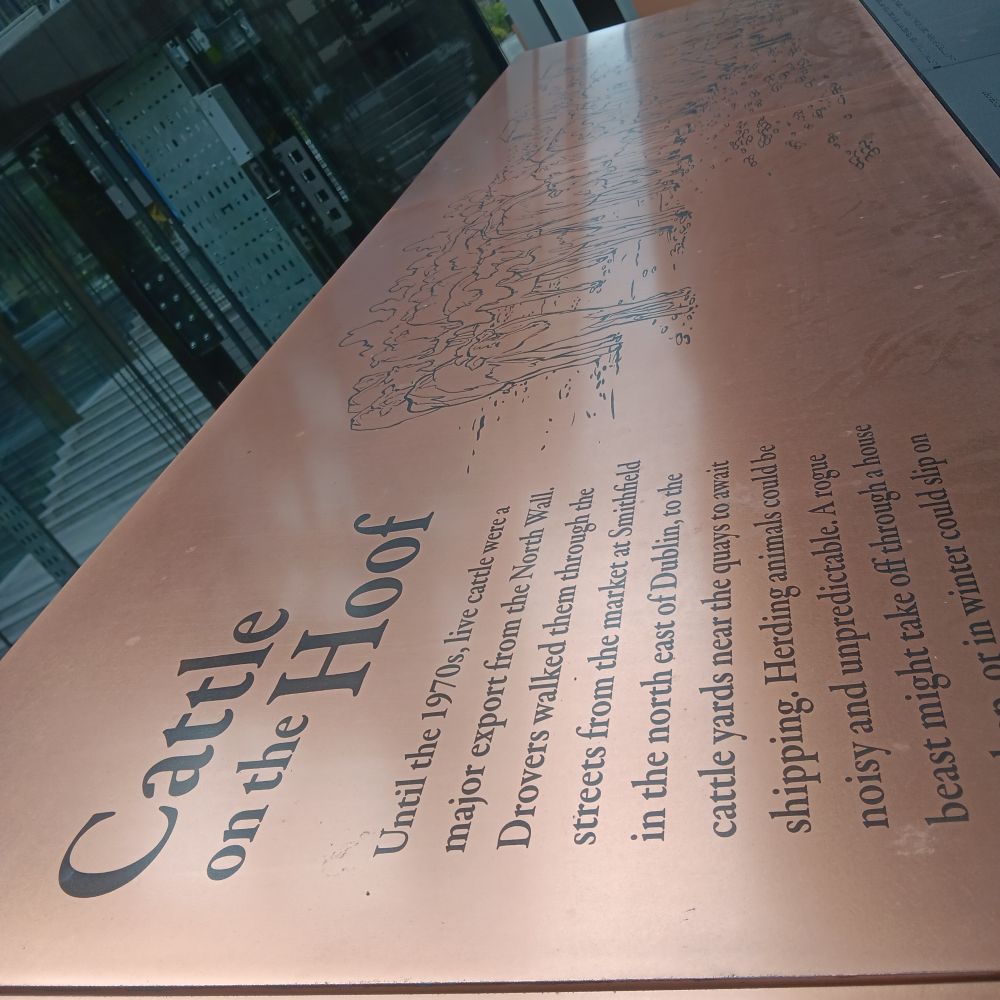 Cattle
on the Hoof
Until the 1970s, live cattle were a
major export from the North Wall.
Drovers walked them through the
streets from the market at Smithfield
in the north east of Dublin, to the
cattle yards near the quays to await
shipping. Herding animals could be
noisy and unpredictable. A rogue
beast might take off through a house
or in winter could slip on